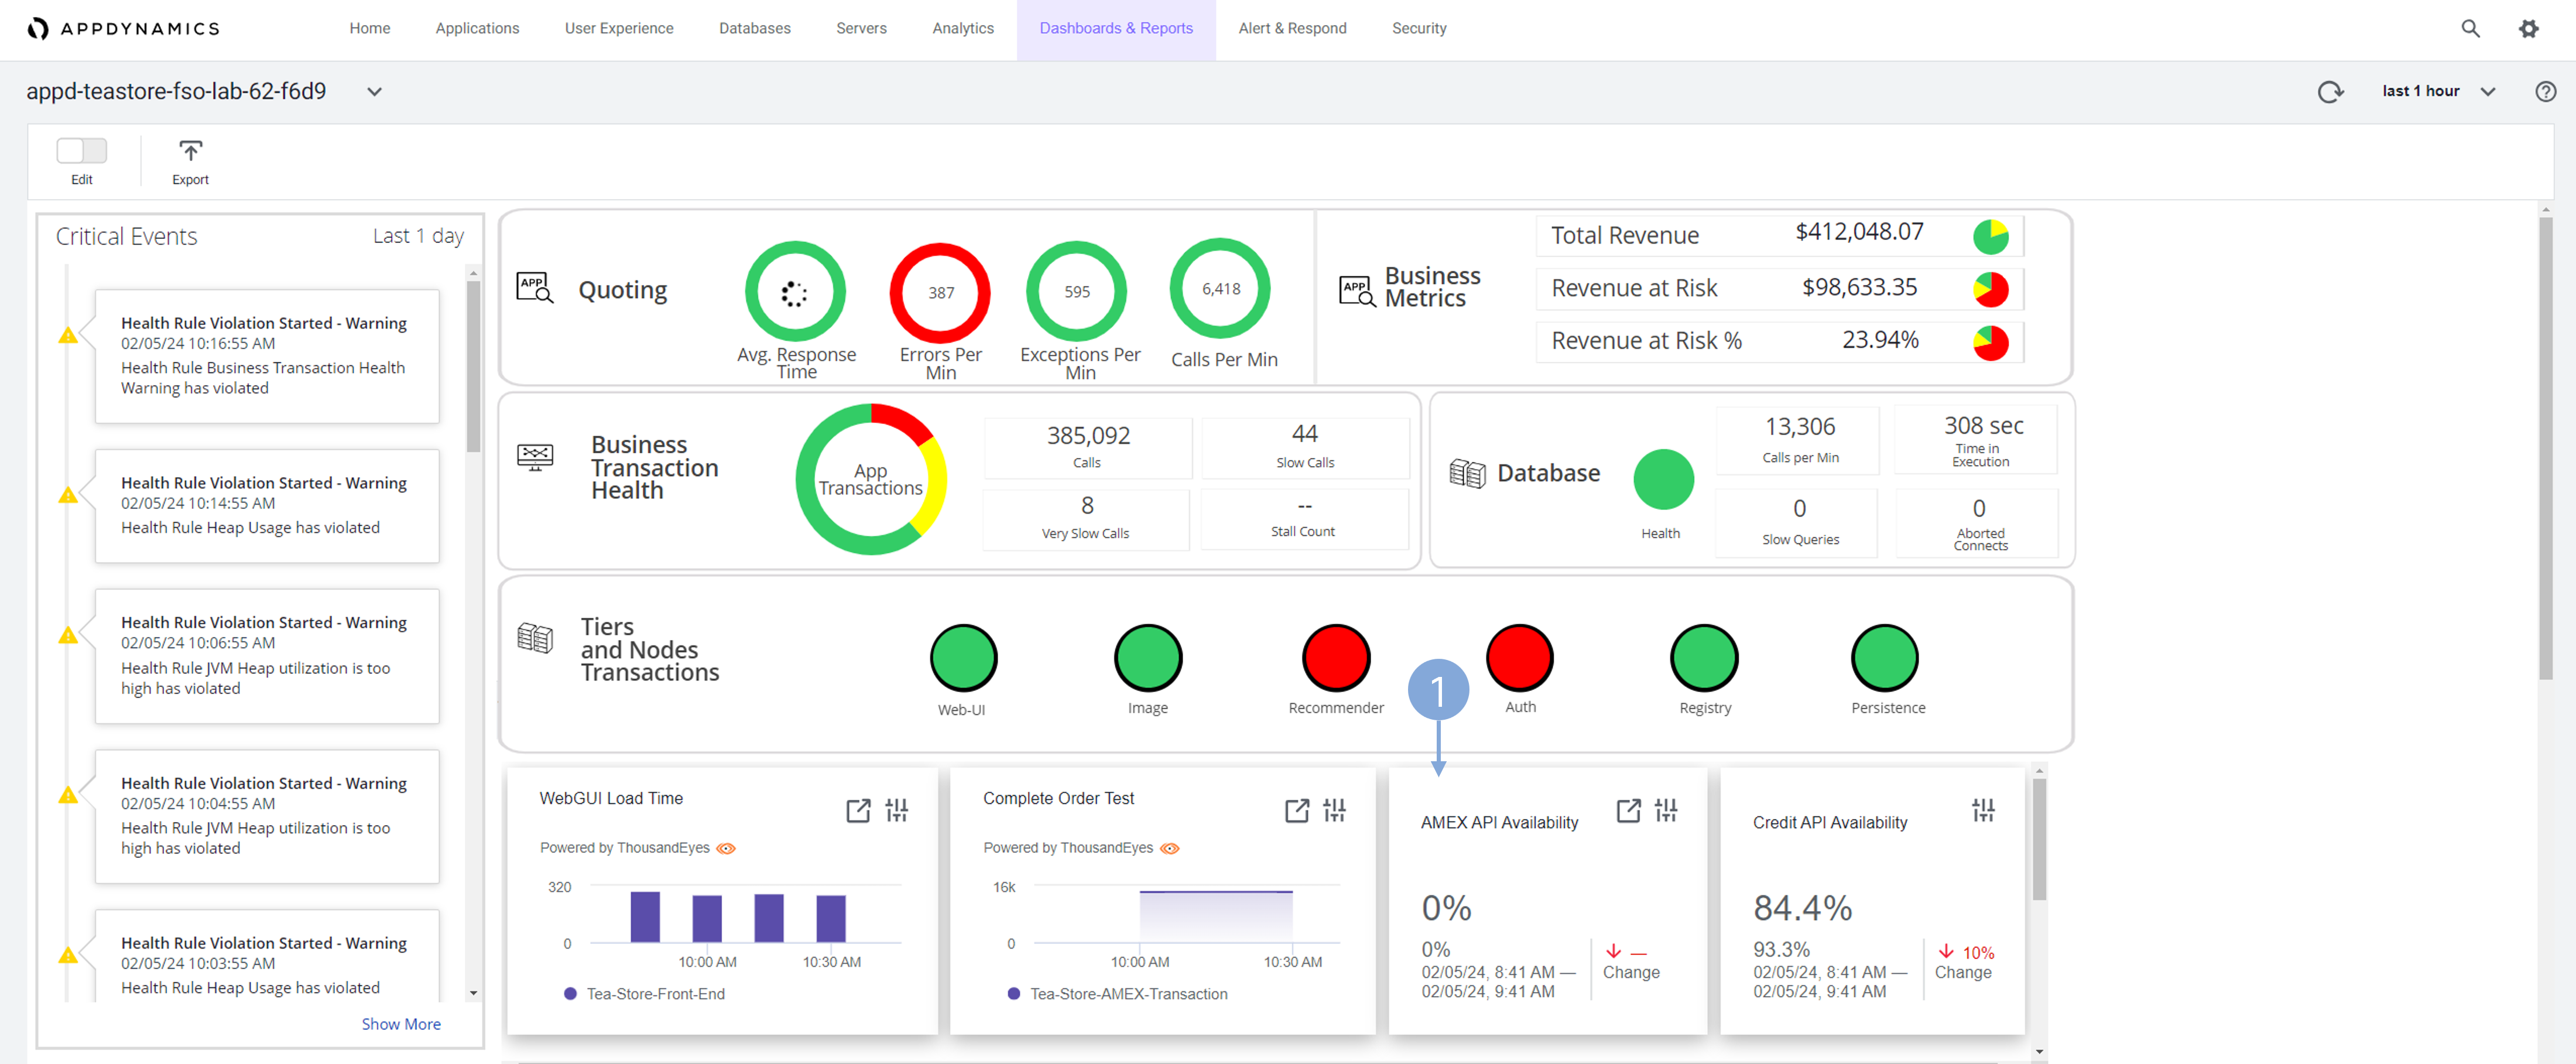 APPDYNAMICS
Home
Applications
User Experience
Databases
Servers
Analytics
Dashboards & Reports
Alert & Respond
Security
appd-teastore-fso-lab-62-f6d9
last 1 hour
?
Edit
Export
Critical Events
Last 1 day
Health Rule Violation Started - Warning
02/05/24 10:16:55 AM
Health Rule Business Transaction Health
Warning has violated
Health Rule Violation Started - Warning
02/05/24 10:14:55 AM
Health Rule Heap Usage has violated
Health Rule Violation Started - Warning
02/05/24 10:06:55 AM
Health Rule JVM Heap utilization is too
high has violated
Health Rule Violation Started - Warning
02/05/24 10:04:55 AM
Health Rule JVM Heap utilization is too
high has violated
Health Rule Violation Started - Warning
02/05/24 10:03:55 AM
Health Rule Heap Usage has violated
Show More
APP
Quoting
Avg. Response
Time
387
Errors Per
Min
595
Exceptions Per
Min
6,418
Calls Per Min
APP
Business
Metrics
Total Revenue
$412,048.07
Revenue at Risk
$98,633.35
Revenue at Risk %
23.94%
Business
Transaction
Health
App
Transactions
385,092
Calls
44
Slow Calls
8
Very Slow Calls
--
Stall Count
Database
Health
13,306
Calls per Min
308 sec
Time in
Execution
0
Slow Queries
0
Aborted
Connects
Tiers
and Nodes
Transactions
Web-UI
Image
Recommender
1
Auth
Registry
Persistence
WebGUI Load Time
Powered by ThousandEyes
320
0
10:00 AM
10:30 AM
Tea-Store-Front-End
Complete Order Test
Powered by ThousandEyes
16k
0
10:00 AM
10:30 AM
Tea-Store-AMEX-Transaction
AMEX API Availability
0%
0%
02/05/24, 8:41 AM —
02/05/24, 9:41 AM
—
Change
Credit API Availability
84.4%
93.3%
02/05/24, 8:41 AM —
02/05/24, 9:41 AM
10%
Change